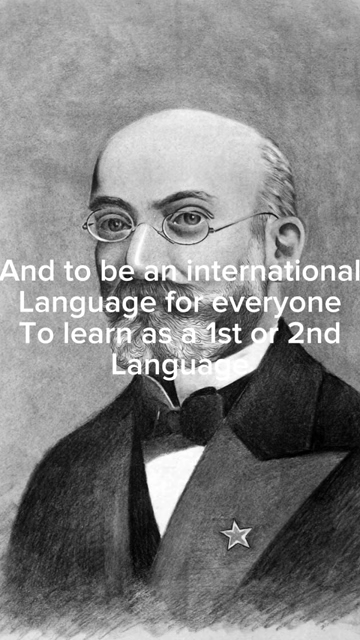 And to be an international
Language for everyone
To learn as a 1st or 2nd
Language